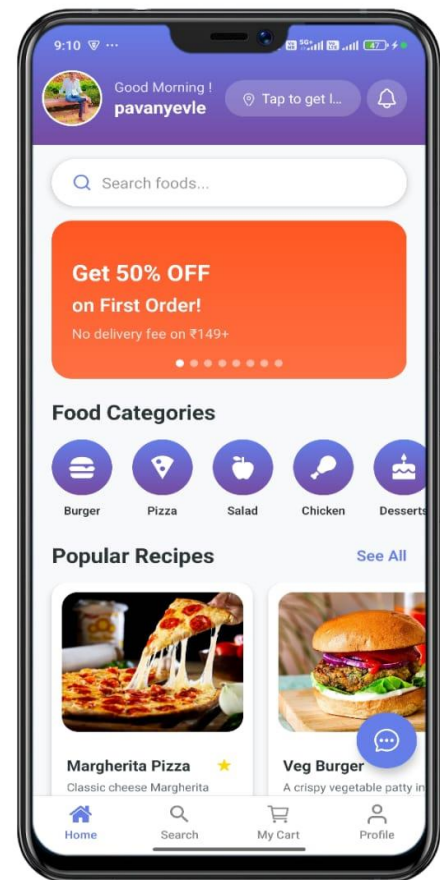 9:10
Good Morning !
pavanyevle
Tap to get l...
Search foods...
Get 50% OFF
on First Order!
No delivery fee on ₹149+
Food Categories
Burger Pizza Salad Chicken Desserts
Popular Recipes See All
Margherita Pizza Veg Burger
Classic cheese Margherita A crispy vegetable patty in
Home Search My Cart Profile